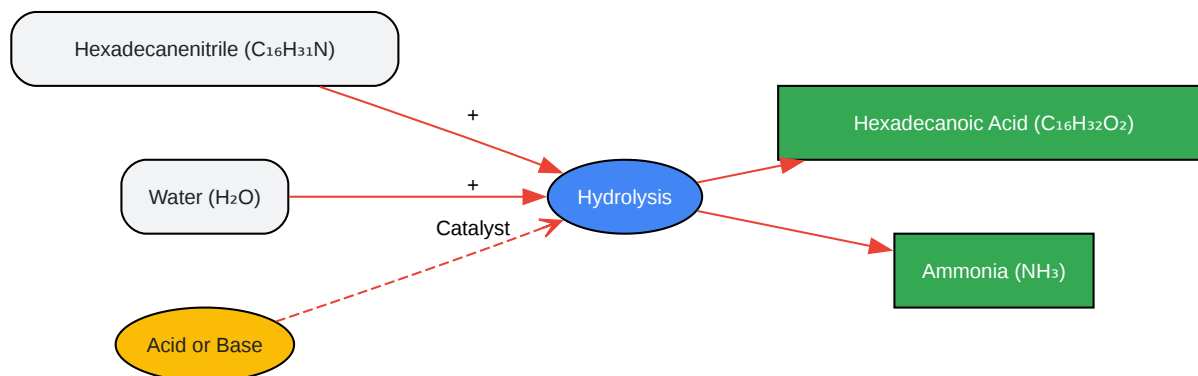 Hexadecanenitrile (C₁₆H₃₁N)
+
Hexadecanoic Acid (C₁₆H₃₂O₂)
Water (H₂O)
+
Hydrolysis
Catalyst
Ammonia (NH₃)
Acid or Base